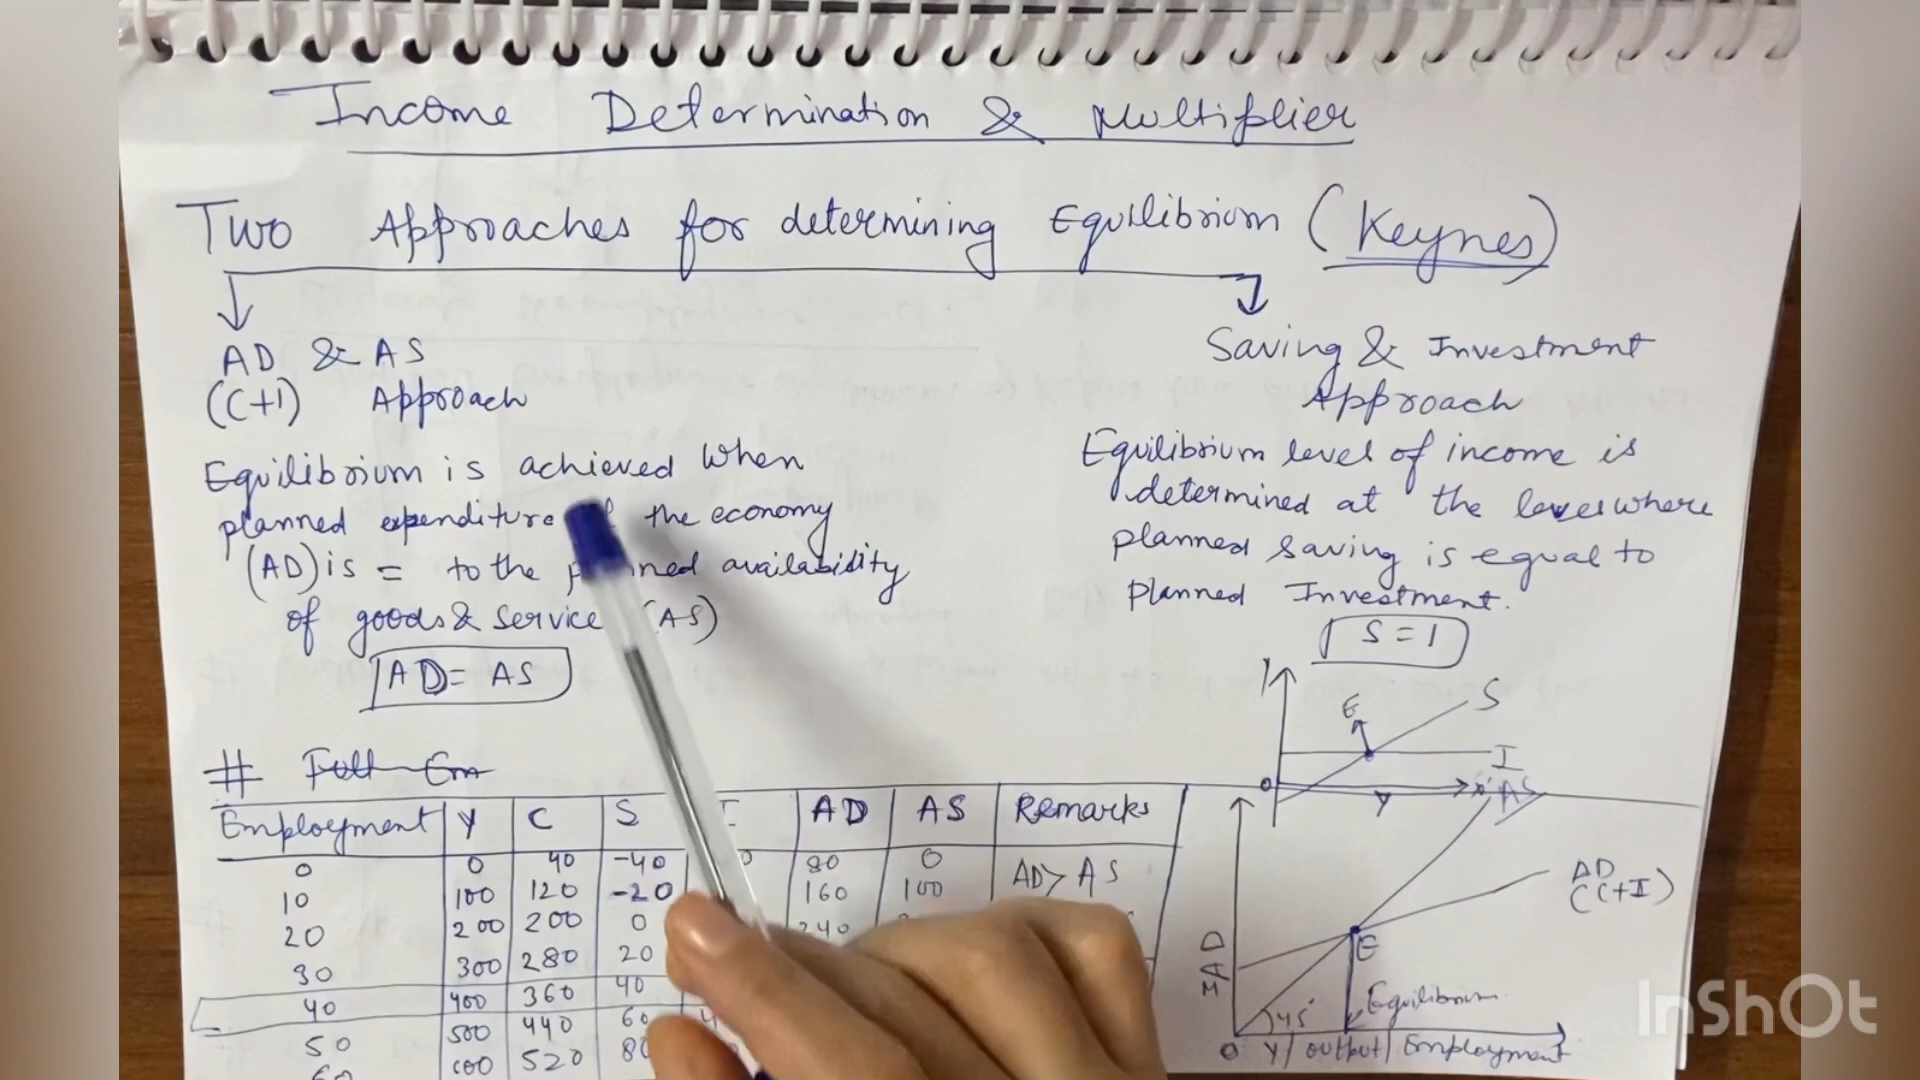 Income Determination & Multiplier
Two Approaches for determining Equilibrium (Keynes)
AD & AS
(C+I) Approach
Equilibrium is achieved when
planned expenditure the economy
(AD) is = to the availability
of goods & service (AS)
AD = AS
Saving & Investment
Approach
Equilibrium level of income is
determined at the where
planned saving is equal to
planned Investment.
S = I
Y
E
S
I
O
Y
X'
# Full Em
Employment Y C S I AD AS Remarks
0 0 40 -40 80 0 AD > AS
10 100 120 -20 160 100
20 200 200 0 240
30 300 280 20
40 400 360 40
50 500 440 60
60 600 520 80
AS
AD
(C+I)
AD
E
45°
Equilibrium
O Y / output / Employment
InShOt